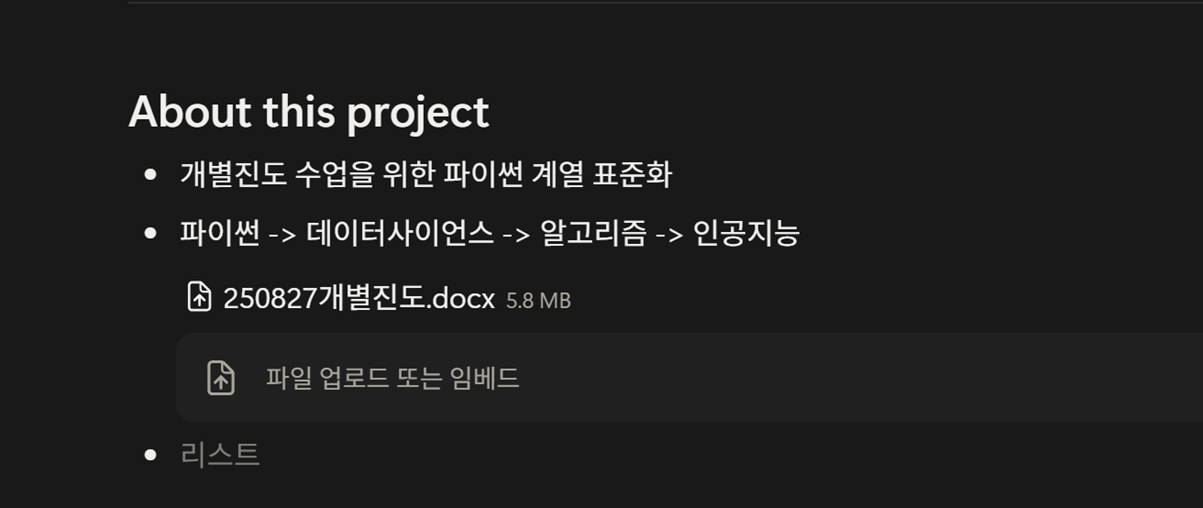 About this project
개별진도 수업을 위한 파이썬 계열 표준화
파이썬 -> 데이터사이언스 -> 알고리즘 -> 인공지능
250827개별진도.docx 5.8 MB
파일 업로드 또는 임베드
리스트